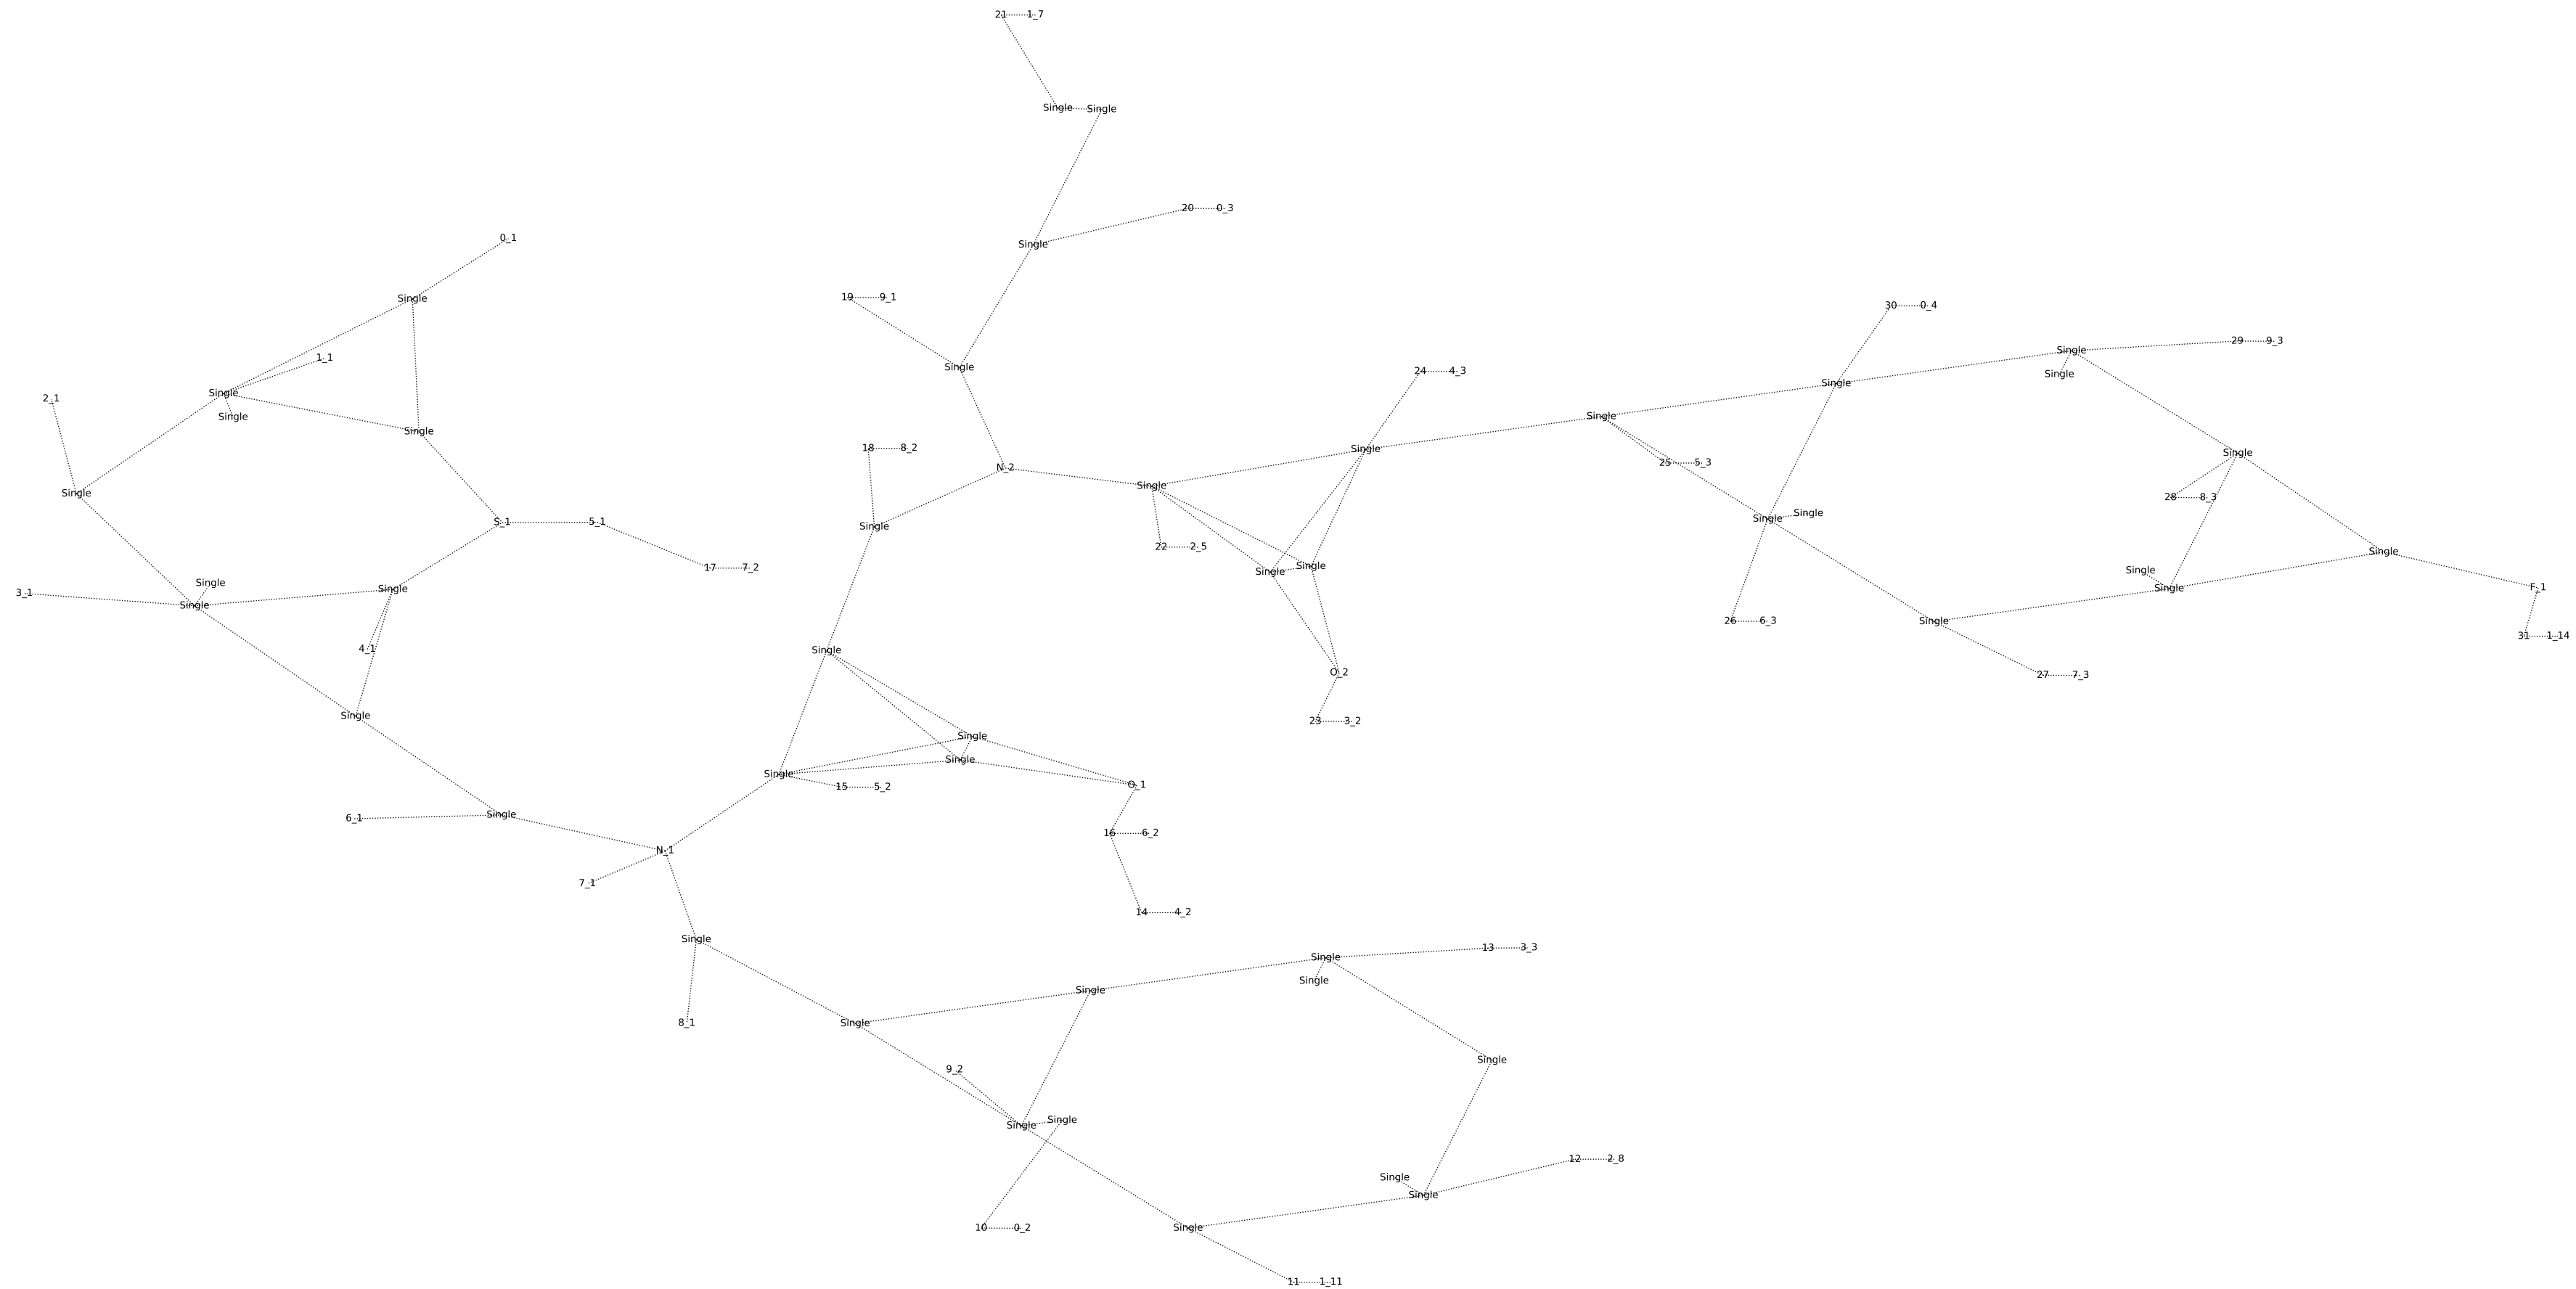 21 1_7
Single Single
20 0_3
0_1
Single
19 9_1
Single
30 0_4
29 9_3
Single
1_1
Single
24 4_3
Single
Single
Single
2_1
Single
Single
Single
Single
18 8_2
Single
Single
25 5_3
N_2
Single
Single
28 8_3
Single
Single
S_1 5_1
Single
22 2_5
Single
17 7_2
Single Single
Single
Single
Single
Single
F_1
3_1
Single
26 6_3
Single
31 1_14
4_1
Single
O_2
27 7_3
Single
23 3_2
Single
Single
Single
O_1
15 5_2
Single
6_1
16 6_2
N_1
7_1
14 4_2
Single
13 3_3
Single
Single
Single
8_1
Single
Single
9_2
Single
Single
12 2_8
Single
Single
10 0_2
Single
11 1_11